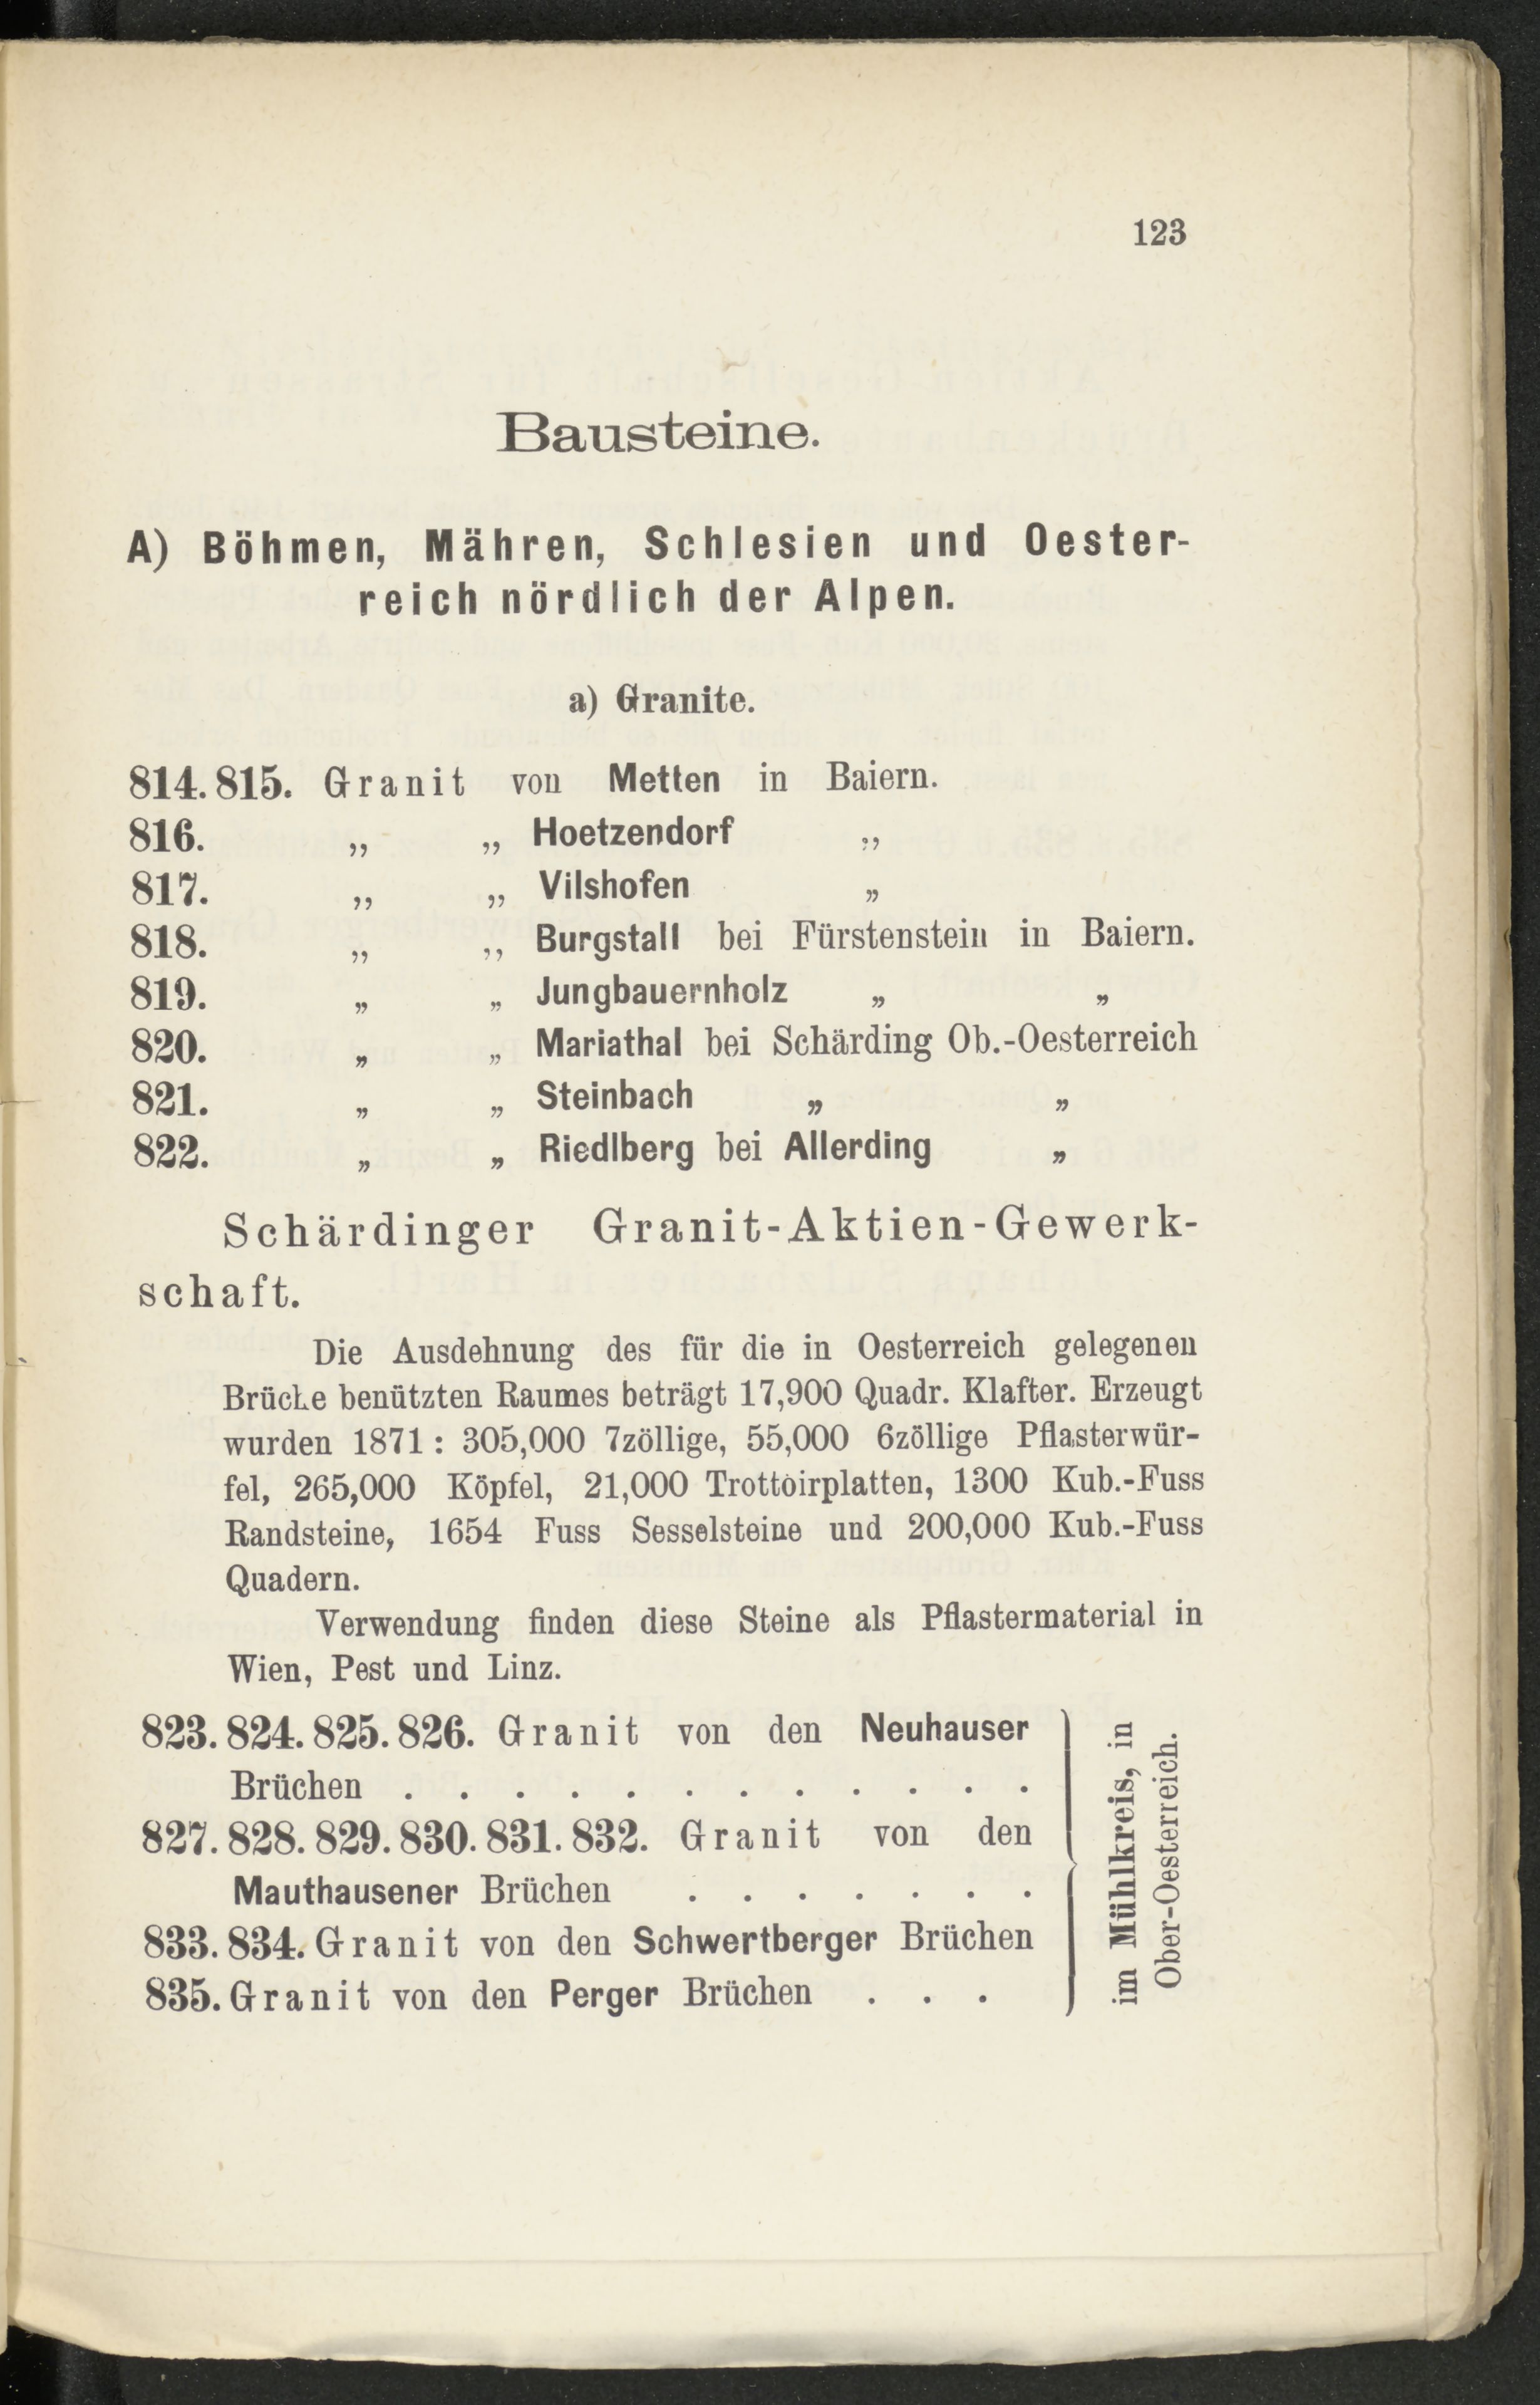 123
Bausteine.
A) Böhmen, Mähren, Schlesien und Oester-
reich nördlich der Alpen.
a) Granite.
814. 815. Granit von Metten in Baiern.
816. „ „ Hoetzendorf „
817. „ „ Vilshofen „
818. „ „ Burgstall bei Fürstenstein in Baiern.
819. „ „ Jungbauernholz „ „
820. „ „ Mariathal bei Schärding Ob.-Oesterreich
821. „ „ Steinbach „ „
822. „ „ Riedlberg bei Allerding „
Schärdinger Granit-Aktien-Gewerk-
schaft.
Die Ausdehnung des für die in Oesterreich gelegenen
Brüche benützten Raumes beträgt 17,900 Quadr. Klafter. Erzeugt
wurden 1871 : 305,000 7zöllige, 55,000 6zöllige Pflasterwür-
fel, 265,000 Köpfel, 21,000 Trottoirplatten, 1300 Kub.-Fuss
Randsteine, 1654 Fuss Sesselsteine und 200,000 Kub.-Fuss
Quadern.
Verwendung finden diese Steine als Pflastermaterial in
Wien, Pest und Linz.
823. 824. 825. 826. Granit von den Neuhauser
Brüchen . . . . . . . . . . . .
827. 828. 829. 830. 831. 832. Granit von den
Mauthausener Brüchen . . . . . . .
833. 834. Granit von den Schwertberger Brüchen
835. Granit von den Perger Brüchen . . .
im Mühlkreis, in
Ober-Oesterreich.